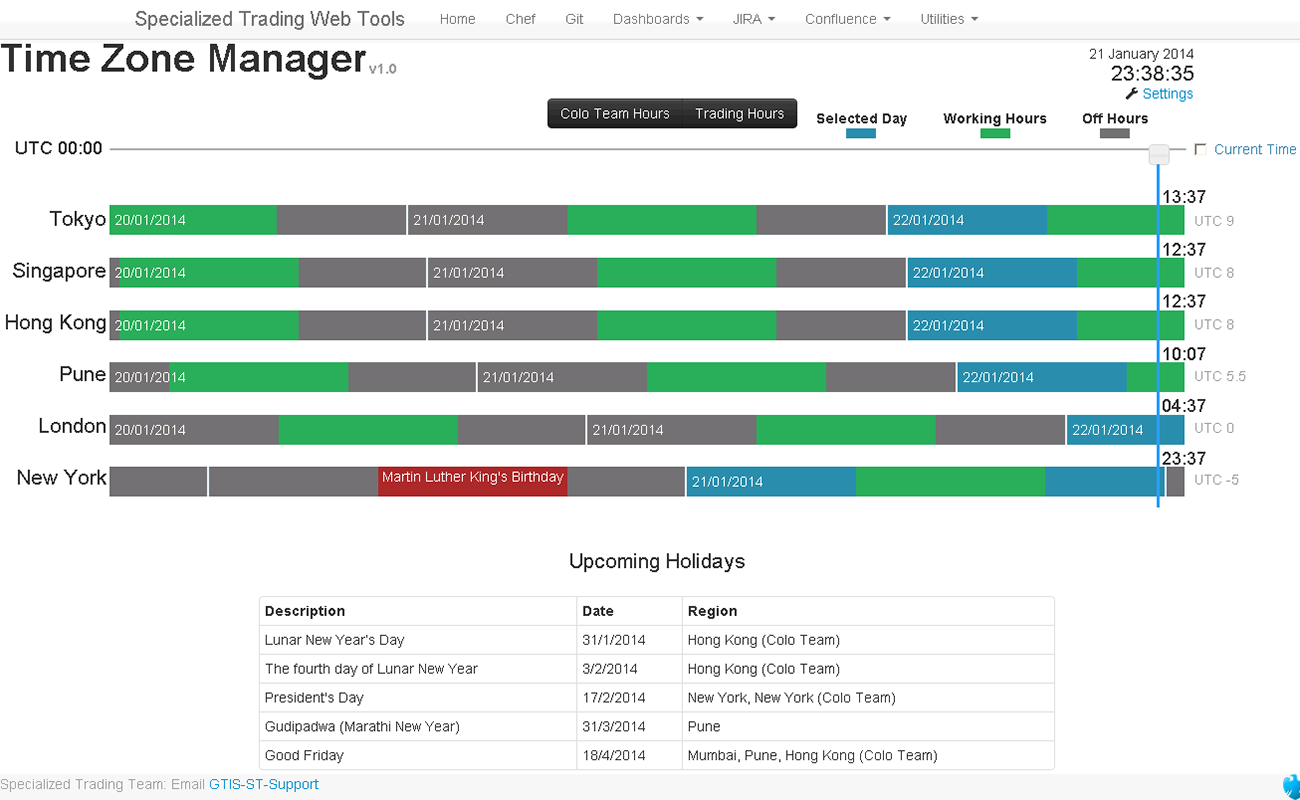 Specialized Trading Web Tools Home Chef Git Dashboards JIRA Confluence Utilities
Time Zone Manager v1.0
21 January 2014
23:38:35
Settings
Colo Team Hours Trading Hours
Selected Day Working Hours Off Hours
UTC 00:00 Current Time
13:37
Tokyo 20/01/2014 21/01/2014 22/01/2014 UTC 9
12:37
Singapore 20/01/2014 21/01/2014 22/01/2014 UTC 8
12:37
Hong Kong 20/01/2014 21/01/2014 22/01/2014 UTC 8
10:07
Pune 20/01/2014 21/01/2014 22/01/2014 UTC 5.5
04:37
London 20/01/2014 21/01/2014 22/01/2014 UTC 0
23:37
New York Martin Luther King's Birthday 21/01/2014 UTC -5
Upcoming Holidays
Description Date Region
Lunar New Year's Day 31/1/2014 Hong Kong (Colo Team)
The fourth day of Lunar New Year 3/2/2014 Hong Kong (Colo Team)
President's Day 17/2/2014 New York, New York (Colo Team)
Gudipadwa (Marathi New Year) 31/3/2014 Pune
Good Friday 18/4/2014 Mumbai, Pune, Hong Kong (Colo Team)
Specialized Trading Team: Email GTIS-ST-Support